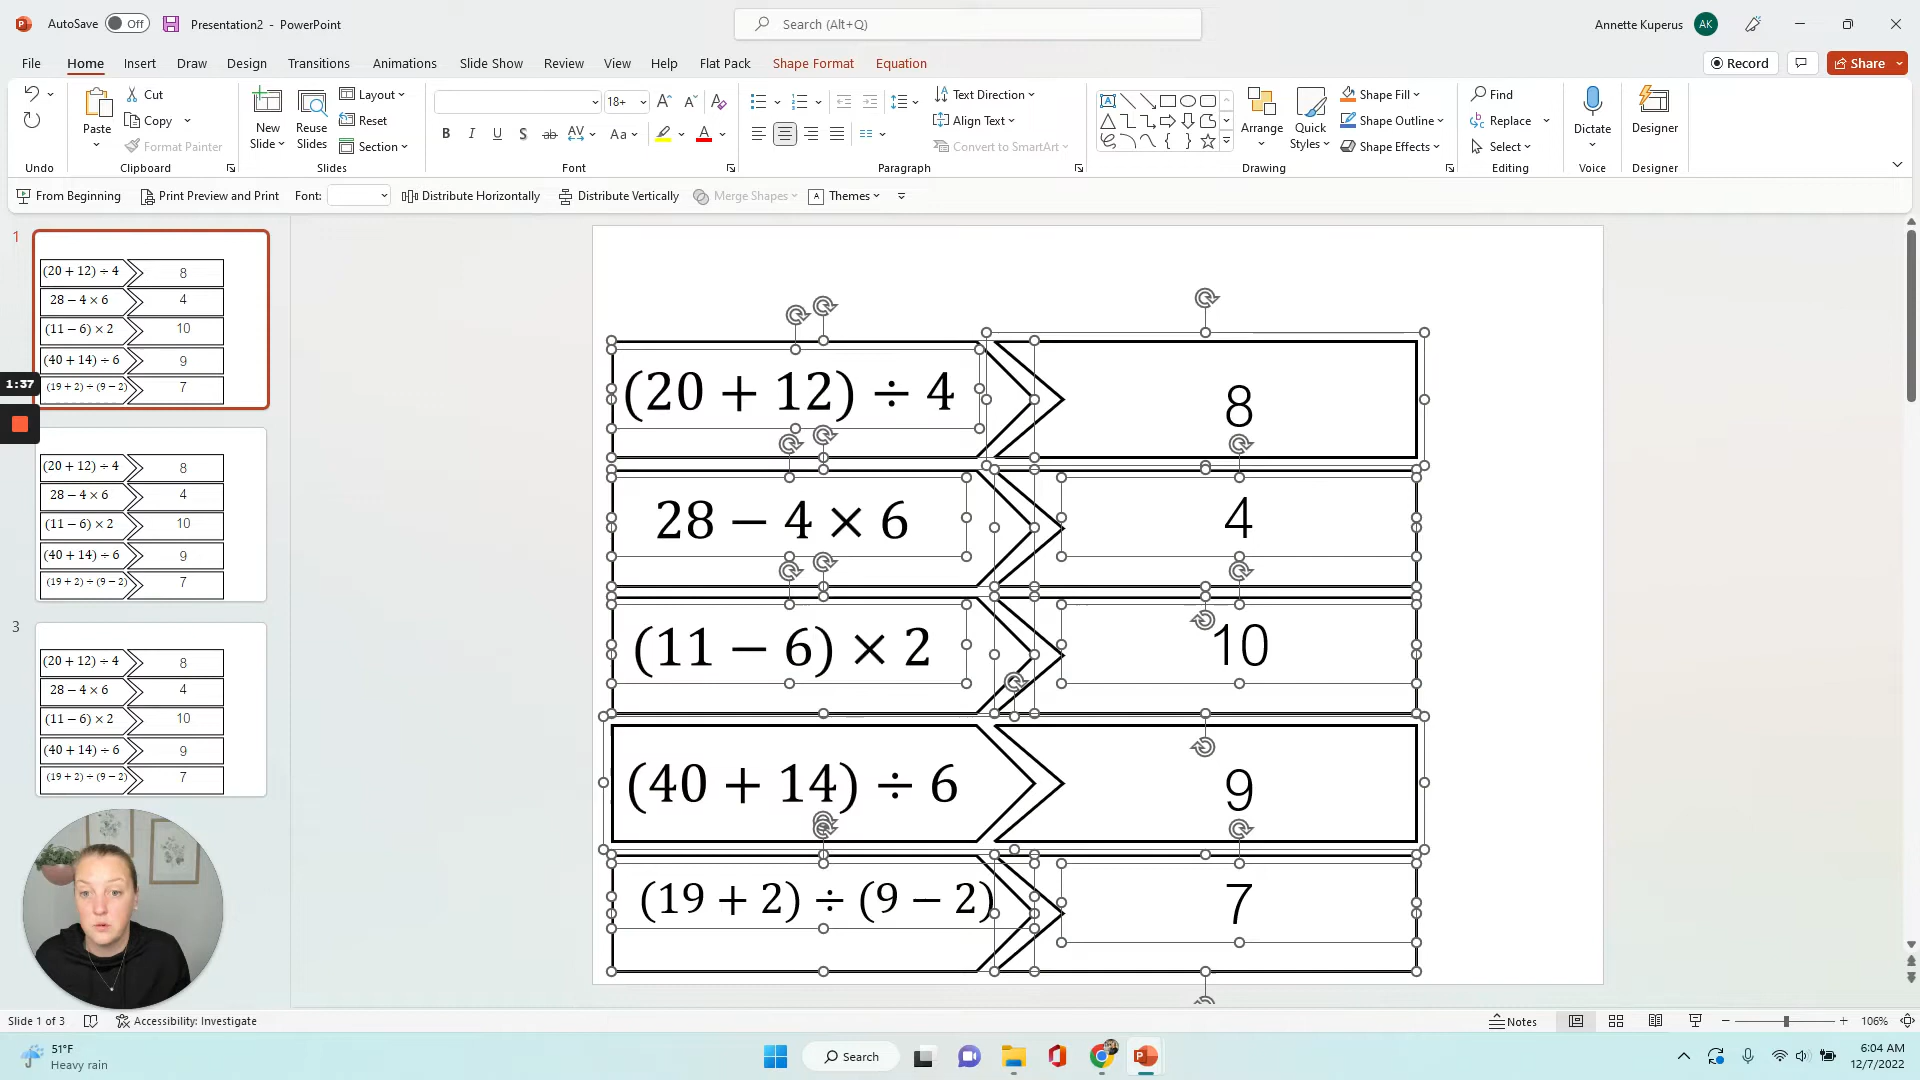 AutoSave Off Presentation2 - PowerPoint Search (Alt+Q) Annette Kuperus AK
File Home Insert Draw Design Transitions Animations Slide Show Review View Help Flat Pack Shape Format Equation Record Share
Paste
Cut
Copy
Format Painter
New Slide
Reuse Slides
Layout
Reset
Section
18+
B I U S ab AV Aa A
Text Direction
Align Text
Convert to SmartArt
Arrange
Quick Styles
Shape Fill
Shape Outline
Shape Effects
Find
Replace
Select
Dictate
Designer
Undo Clipboard Slides Font Paragraph Drawing Editing Voice Designer
From Beginning Print Preview and Print Font: Distribute Horizontally Distribute Vertically Merge Shapes Themes
1
(20 + 12) ÷ 4 8
28 − 4 × 6 4
(11 − 6) × 2 10
(40 + 14) ÷ 6 9
(19 + 2) ÷ (9 − 2) 7
1:37
(20 + 12) ÷ 4 8
28 − 4 × 6 4
(11 − 6) × 2 10
(40 + 14) ÷ 6 9
(19 + 2) ÷ (9 − 2) 7
3
(20 + 12) ÷ 4 8
28 − 4 × 6 4
(11 − 6) × 2 10
(40 + 14) ÷ 6 9
(19 + 2) ÷ (9 − 2) 7
(20 + 12) ÷ 4 8
28 − 4 × 6 4
(11 − 6) × 2 10
(40 + 14) ÷ 6 9
(19 + 2) ÷ (9 − 2) 7
Slide 1 of 3 Accessibility: Investigate Notes 106%
51°F
Heavy rain
Search
6:04 AM
12/7/2022